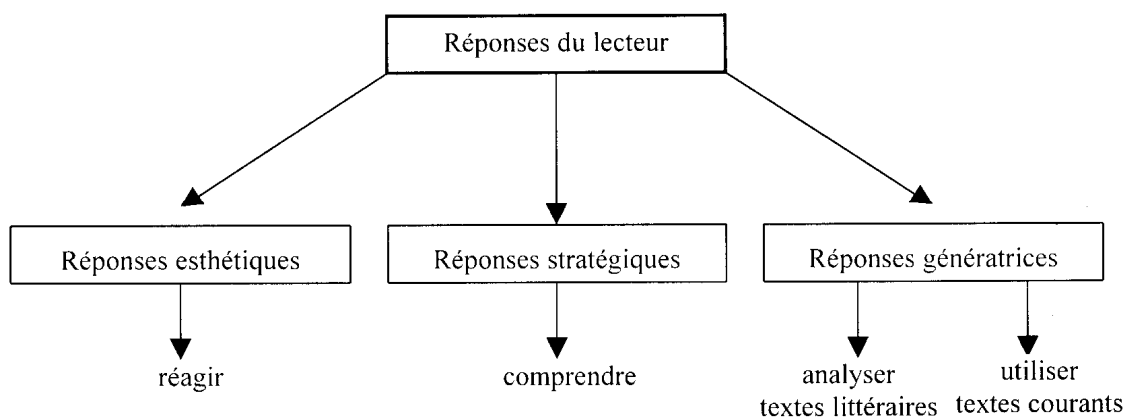 Réponses du lecteur
Réponses esthétiques
Réponses stratégiques
Réponses génératrices
réagir
comprendre
analyser
textes littéraires
utiliser
textes courants